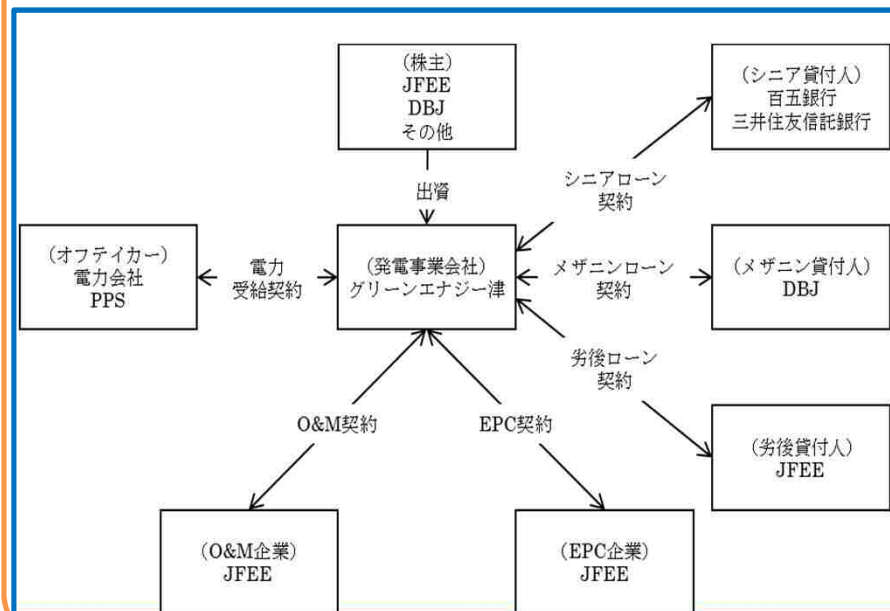 (株主)
JFEE
DBJ
その他
(シニア貸付人)
百五銀行
三井住友信託銀行
シニアローン
契約
出資
(オフテイカー)
電力会社
PPS
電力
受給契約
(発電事業会社)
グリーンエナジー津
メザニンローン
契約
(メザニン貸付人)
DBJ
劣後ローン
契約
O&M契約
EPC契約
(劣後貸付人)
JFEE
(O&M企業)
JFEE
(EPC企業)
JFEE